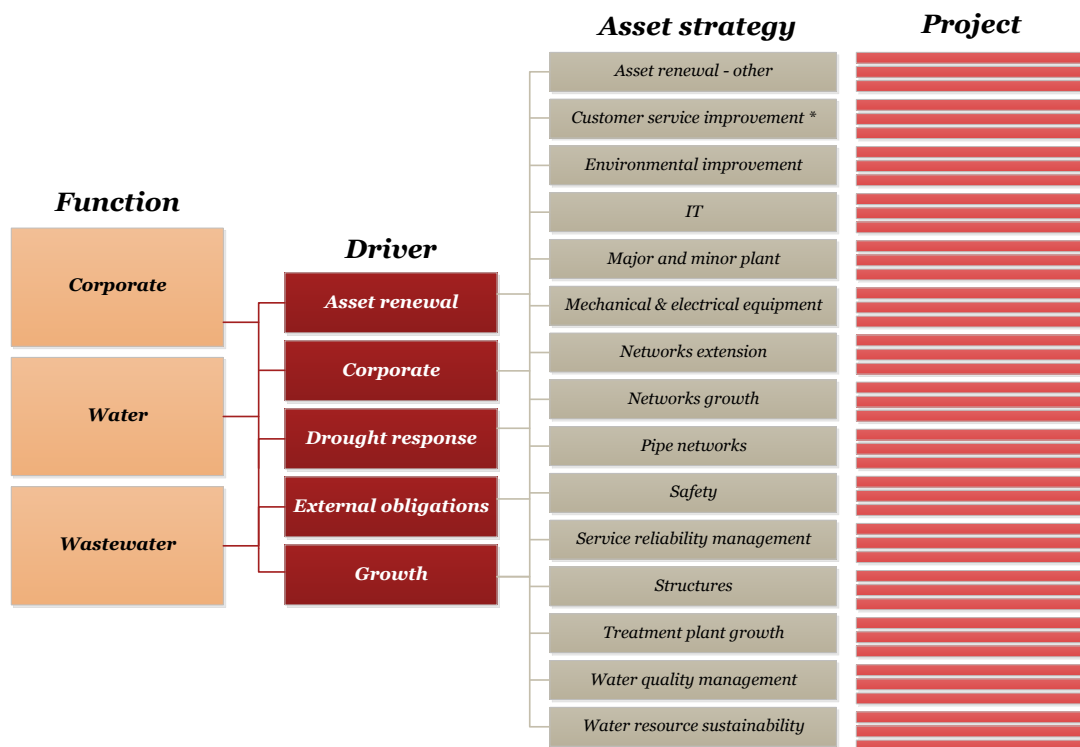 Function
Corporate
Water
Wastewater
Driver
Asset renewal
Corporate
Drought response
External obligations
Growth
Asset strategy
Asset renewal - other
Customer service improvement *
Environmental improvement
IT
Major and minor plant
Mechanical & electrical equipment
Networks extension
Networks growth
Pipe networks
Safety
Service reliability management
Structures
Treatment plant growth
Water quality management
Water resource sustainability
Project